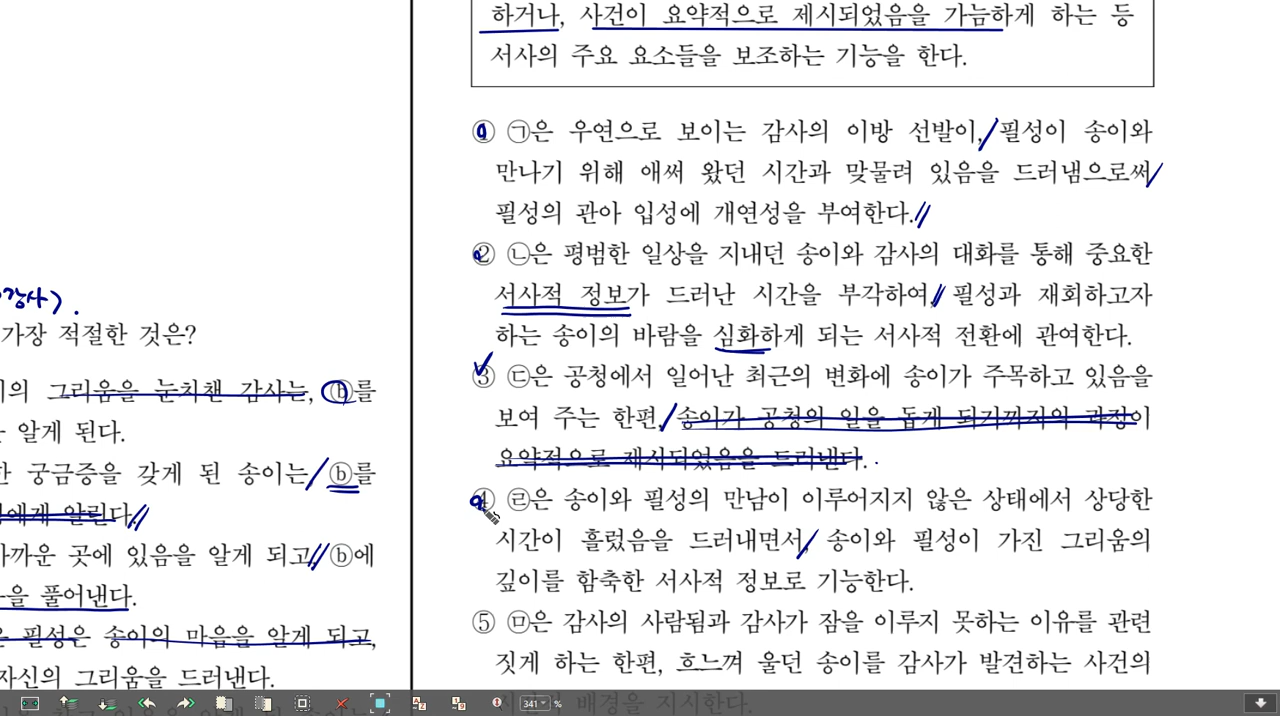 하거나, 사건이 요약적으로 제시되었음을 가늠하게 하는 등
서사의 주요 요소들을 보조하는 기능을 한다.
① ㉠은 우연으로 보이는 감사의 이방 선발이, 필성이 송이와
만나기 위해 애써 왔던 시간과 맞물려 있음을 드러냄으로써
필성의 관아 입성에 개연성을 부여한다.
② ㉡은 평범한 일상을 지내던 송이와 감사의 대화를 통해 중요한
서사적 정보가 드러난 시간을 부각하여, 필성과 재회하고자
하는 송이의 바람을 심화하게 되는 서사적 전환에 관여한다.
③ ㉢은 공청에서 일어난 최근의 변화에 송이가 주목하고 있음을
보여 주는 한편, 송이가 공청의 일을 돕게 되기까지의 과정이
요약적으로 제시되었음을 드러낸다.
④ ㉣은 송이와 필성의 만남이 이루어지지 않은 상태에서 상당한
시간이 흘렀음을 드러내면서, 송이와 필성이 가진 그리움의
깊이를 함축한 서사적 정보로 기능한다.
⑤ ㉤은 감사의 사람됨과 감사가 잠을 이루지 못하는 이유를 관련
짓게 하는 한편, 흐느껴 울던 송이를 감사가 발견하는 사건의
시간적 배경을 지시한다.
감사).
가장 적절한 것은?
의 그리움을 눈치챈 감사는, ⓑ를
알게 된다.
한 궁금증을 갖게 된 송이는 ⓑ를
에게 알린다.
가까운 곳에 있음을 알게 되고 ⓑ에
을 풀어낸다.
은 필성은 송이의 마음을 알게 되고,
자신의 그리움을 드러낸다.
341 %